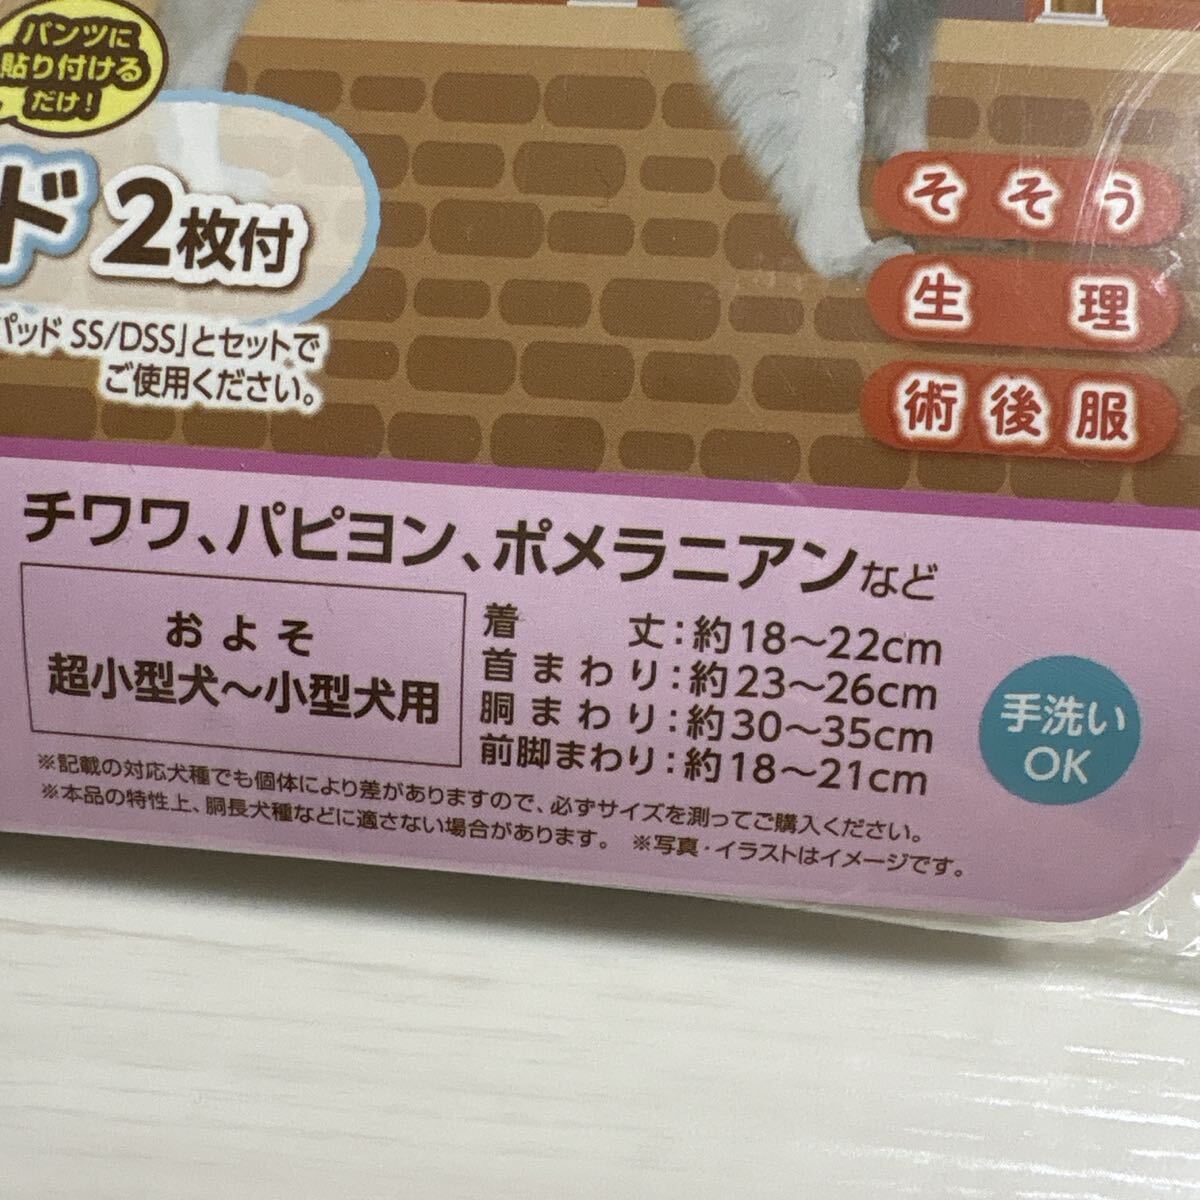 パンツに
貼り付ける
だけ!
ド 2枚付
パッド SS/DSS」とセットで
ご使用ください。
そそう
生理
術後服
チワワ、パピヨン、ポメラニアンなど
およそ
超小型犬〜小型犬用
着丈:約18〜22cm
首まわり:約23〜26cm
胴まわり:約30〜35cm
前脚まわり:約18〜21cm
手洗い
OK
※記載の対応犬種でも個体により差がありますので、必ずサイズを測ってご購入ください。
※本品の特性上、胴長犬種などに適さない場合があります。 ※写真・イラストはイメージです。